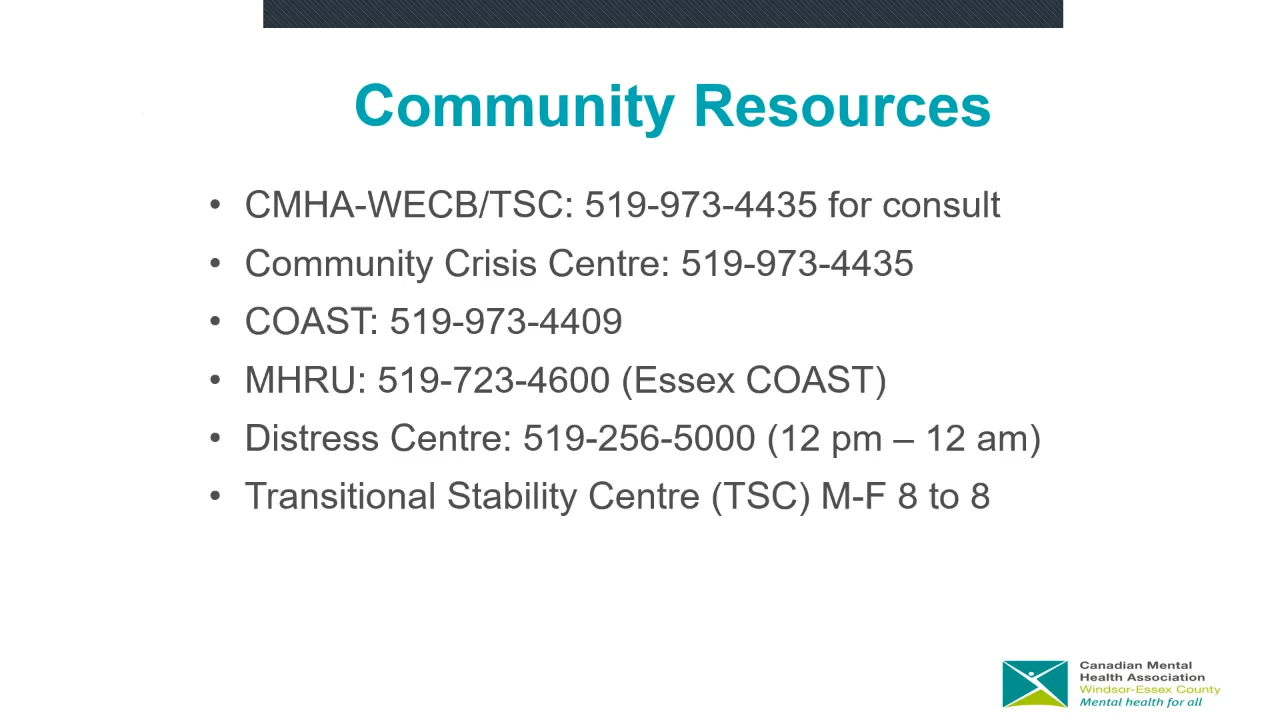 Community Resources
• CMHA-WECB/TSC: 519-973-4435 for consult
• Community Crisis Centre: 519-973-4435
• COAST: 519-973-4409
• MHRU: 519-723-4600 (Essex COAST)
• Distress Centre: 519-256-5000 (12 pm – 12 am)
• Transitional Stability Centre (TSC) M-F 8 to 8
Canadian Mental
Health Association
Windsor-Essex County
Mental health for all